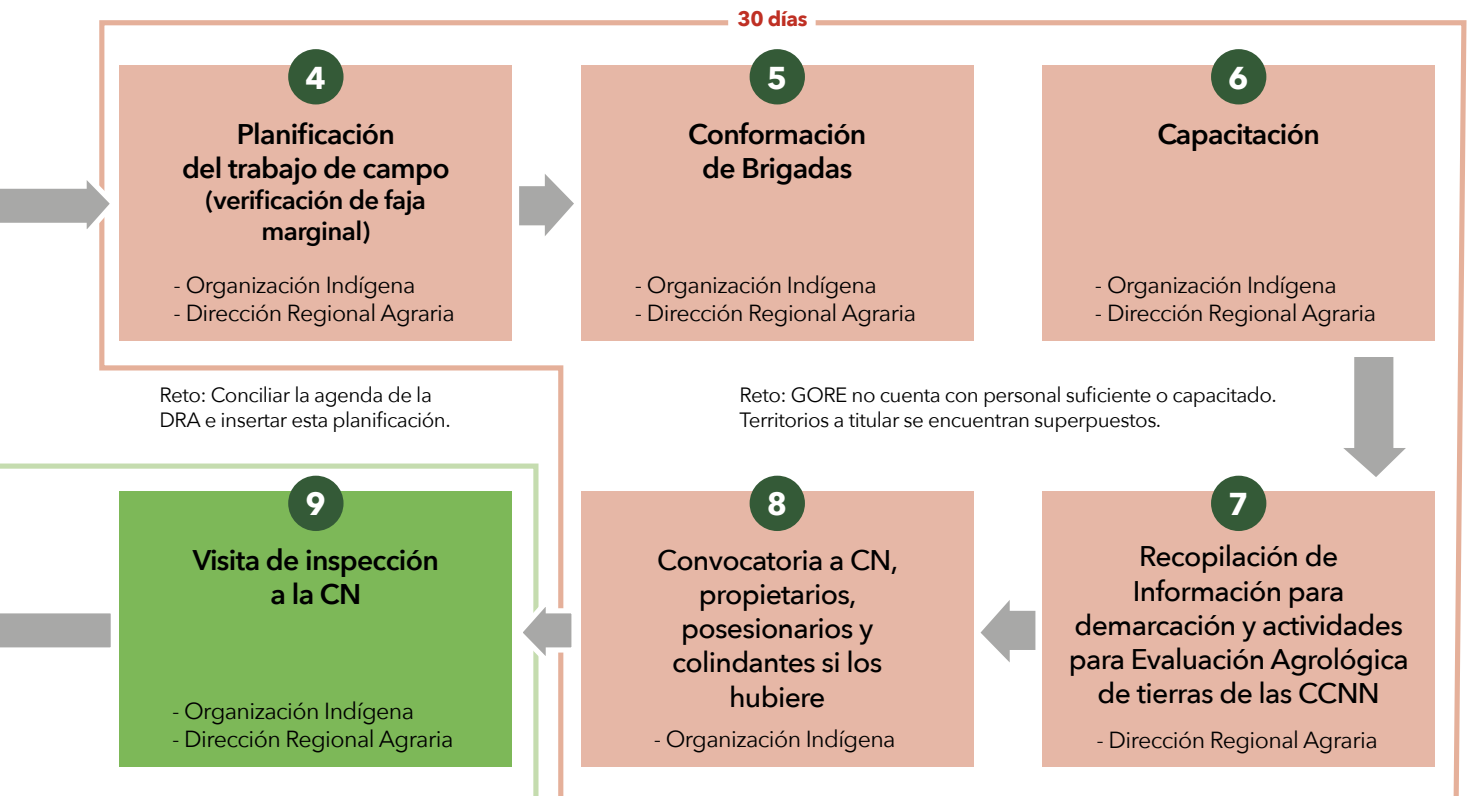 30 días
4
Planificación
del trabajo de campo
(verificación de faja
marginal)
- Organización Indígena
- Dirección Regional Agraria
5
Conformación
de Brigadas
- Organización Indígena
- Dirección Regional Agraria
6
Capacitación
- Organización Indígena
- Dirección Regional Agraria
Reto: Conciliar la agenda de la
DRA e insertar esta planificación.
Reto: GORE no cuenta con personal suficiente o capacitado.
Territorios a titular se encuentran superpuestos.
9
Visita de inspección
a la CN
- Organización Indígena
- Dirección Regional Agraria
8
Convocatoria a CN,
propietarios,
posesionarios y
colindantes si los
hubiere
- Organización Indígena
7
Recopilación de
Información para
demarcación y actividades
para Evaluación Agrológica
de tierras de las CCNN
- Dirección Regional Agraria